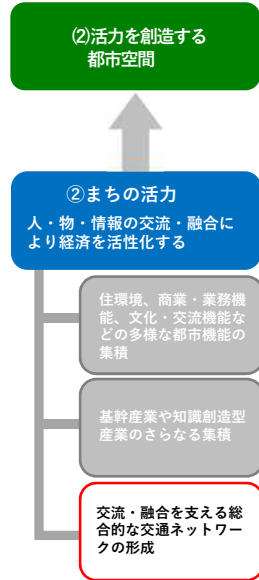 ⑵活力を創造する
都市空間
②まちの活力
人・物・情報の交流・融合に
より経済を活性化する
住環境、商業・業務機
能、文化・交流機能な
どの多様な都市機能の
集積
基幹産業や知識創造型
産業のさらなる集積
交流・融合を支える総
合的な交通ネットワー
クの形成